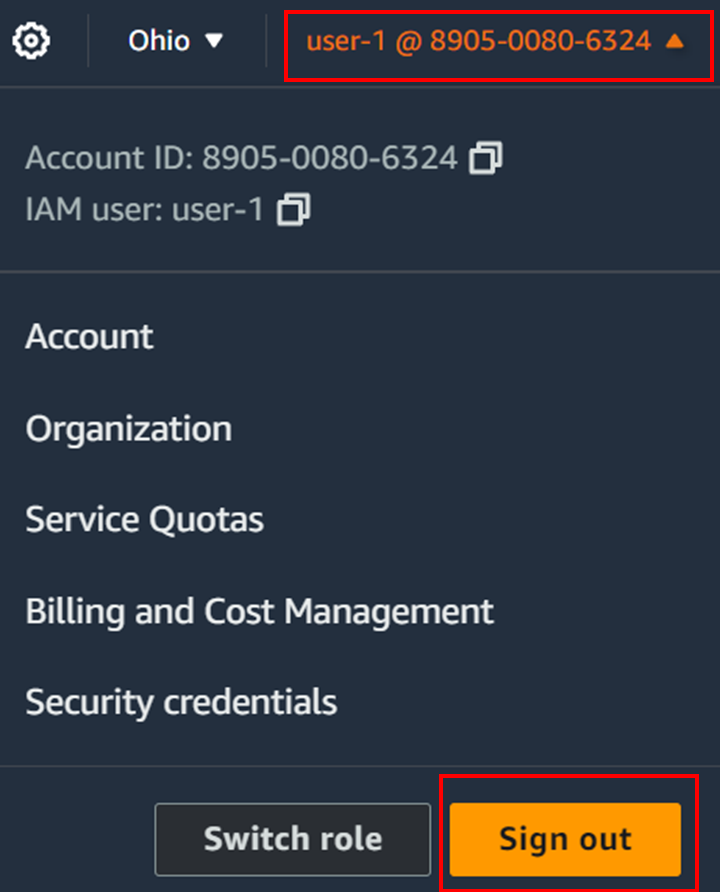 Ohio
user-1 @ 8905-0080-6324
Account ID: 8905-0080-6324
IAM user: user-1
Account
Organization
Service Quotas
Billing and Cost Management
Security credentials
Switch role
Sign out